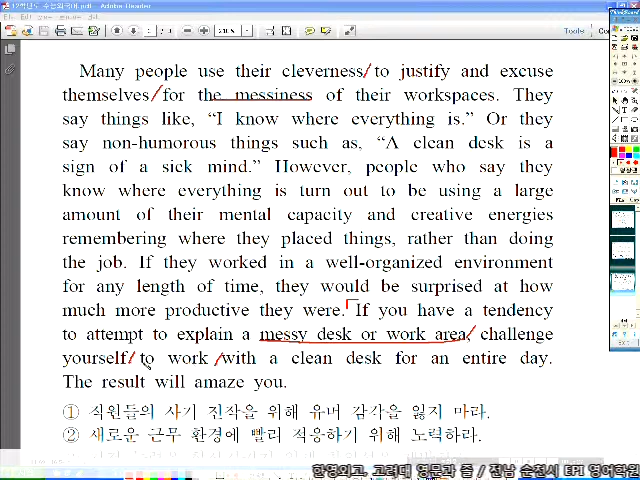 Many people use their cleverness to justify and excuse
themselves for the messiness of their workspaces. They
say things like, “I know where everything is.” Or they
say non-humorous things such as, “A clean desk is a
sign of a sick mind.” However, people who say they
know where everything is turn out to be using a large
amount of their mental capacity and creative energies
remembering where they placed things, rather than doing
the job. If they worked in a well-organized environment
for any length of time, they would be surprised at how
much more productive they were. If you have a tendency
to attempt to explain a messy desk or work area, challenge
yourself to work with a clean desk for an entire day.
The result will amaze you.
① 직원들의 사기 진작을 위해 유머 감각을 잃지 마라.
② 새로운 근무 환경에 빨리 적응하기 위해 노력하라.
Tools
한영외고, 고려대 영문과 졸 / 전남 순천시 EPI 영어학원